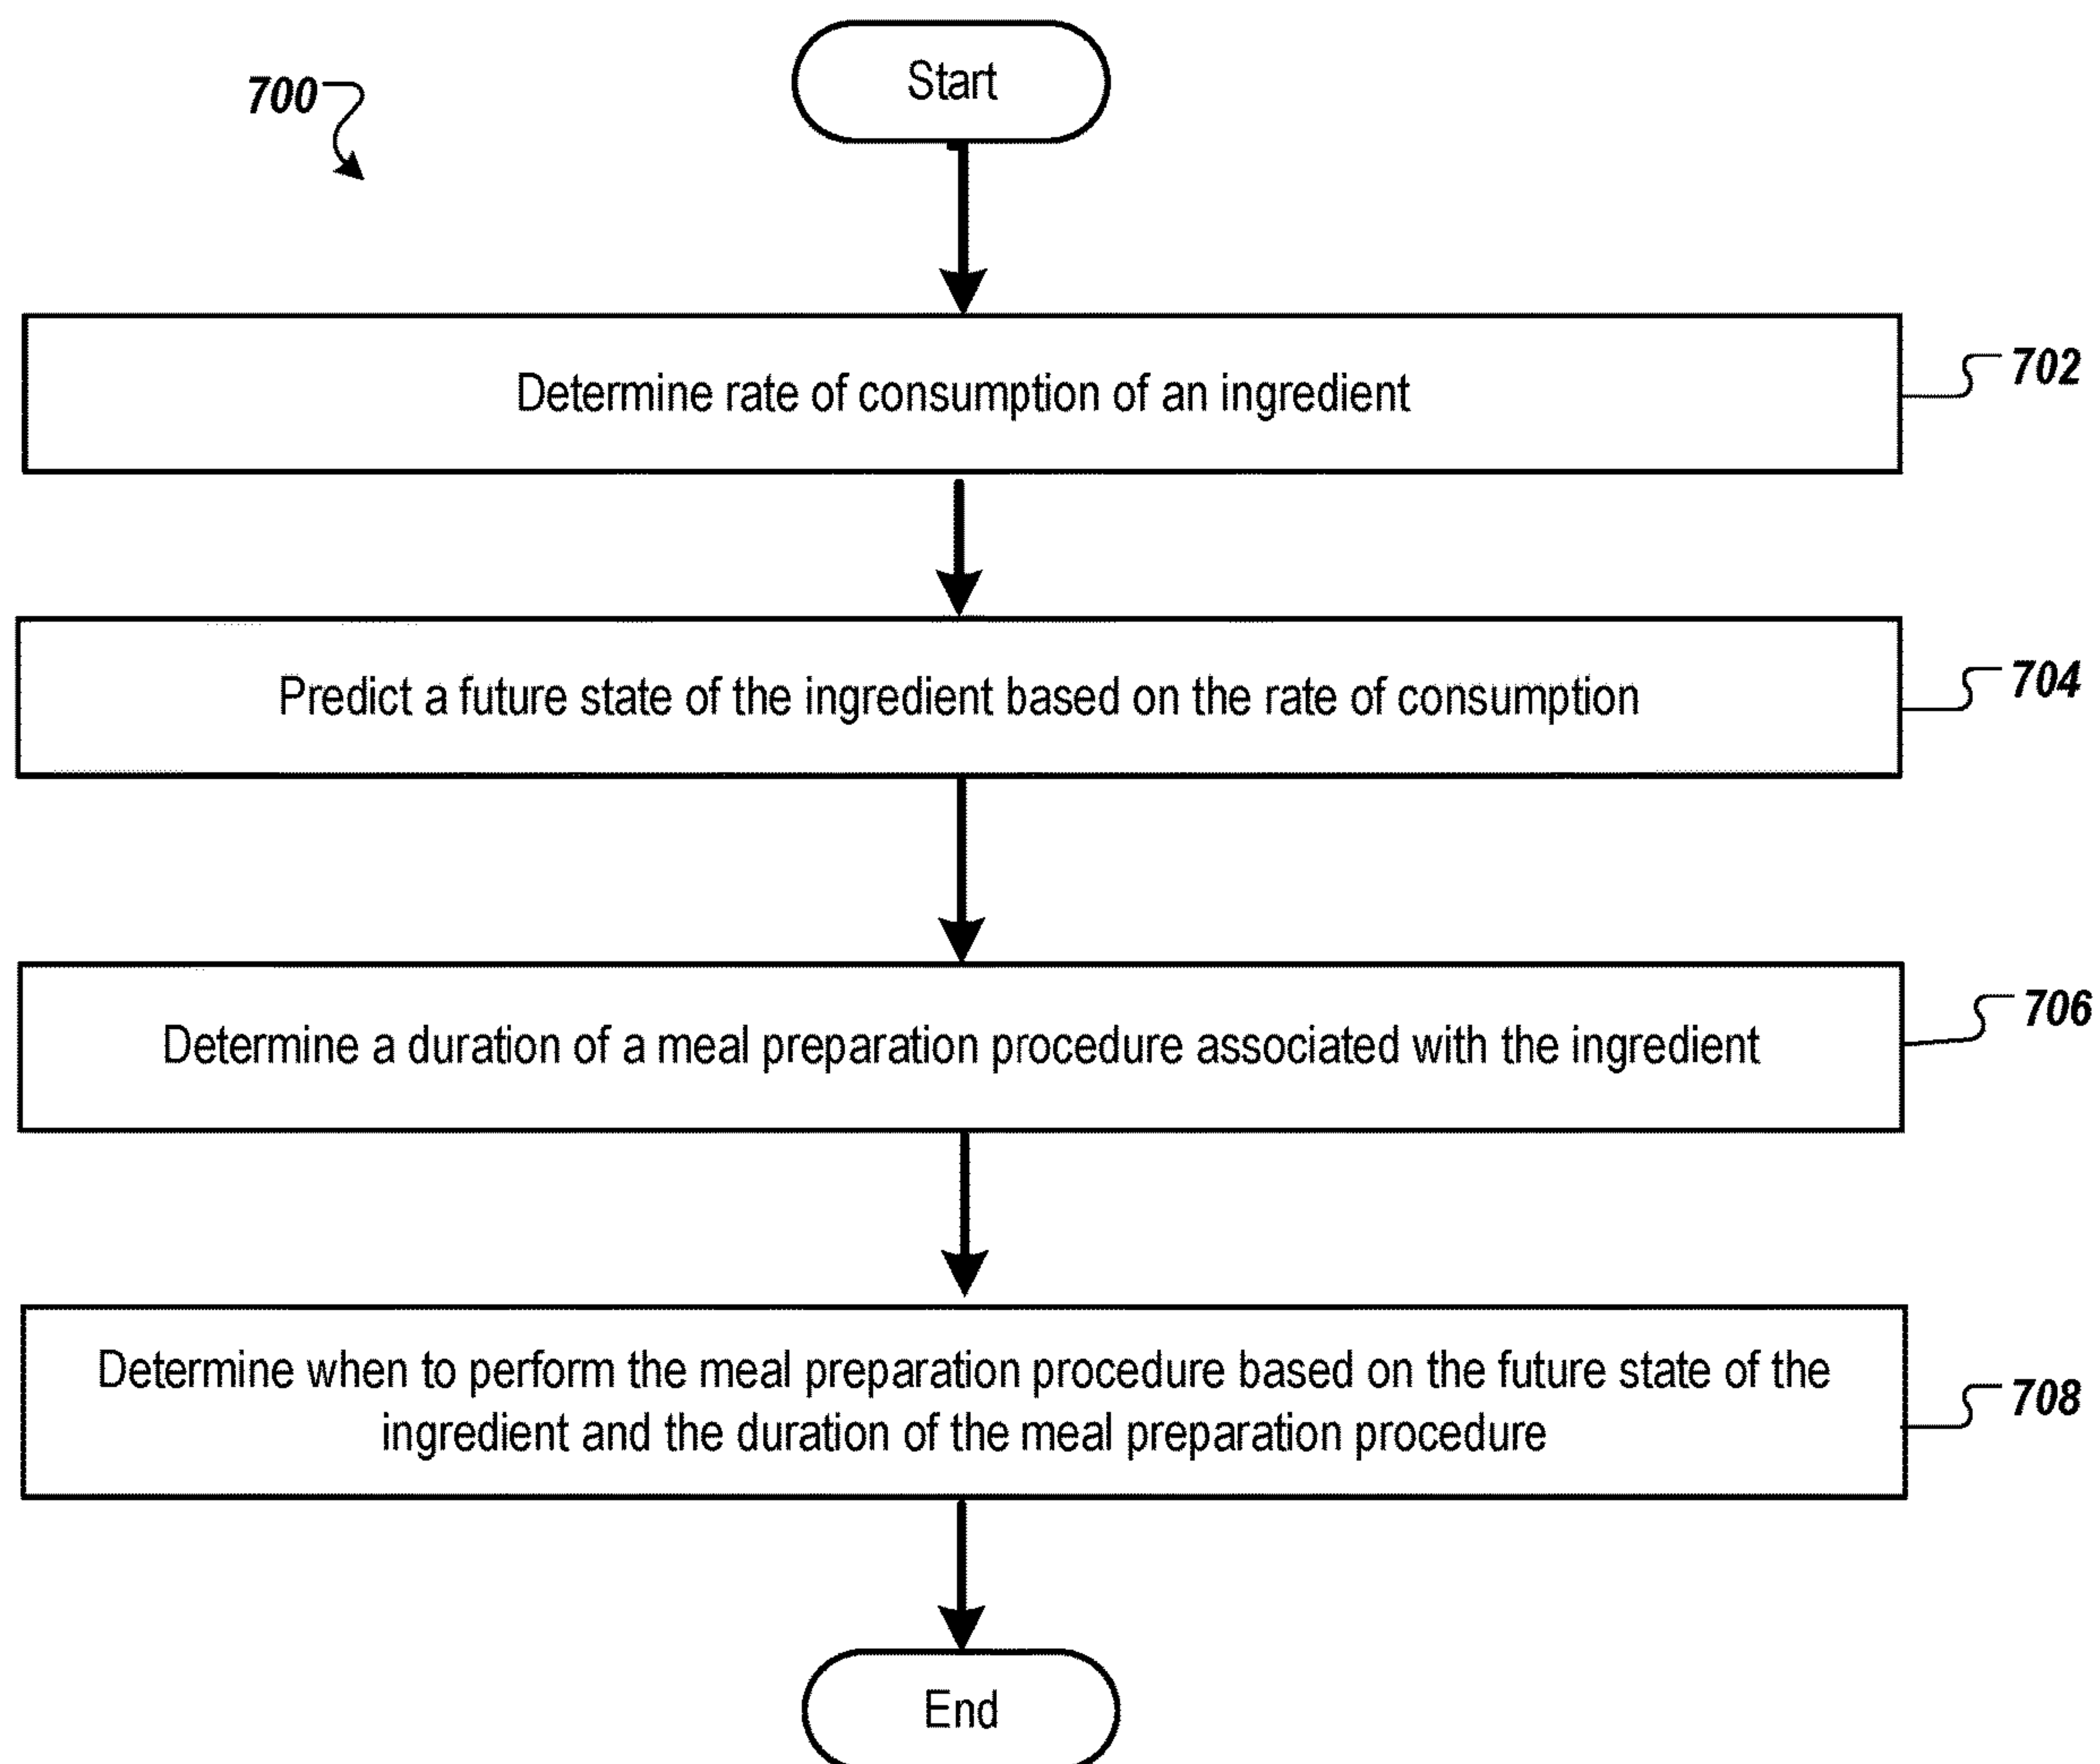 700
Start
Determine rate of consumption of an ingredient
702
Predict a future state of the ingredient based on the rate of consumption
704
Determine a duration of a meal preparation procedure associated with the ingredient
706
Determine when to perform the meal preparation procedure based on the future state of the
ingredient and the duration of the meal preparation procedure
708
End